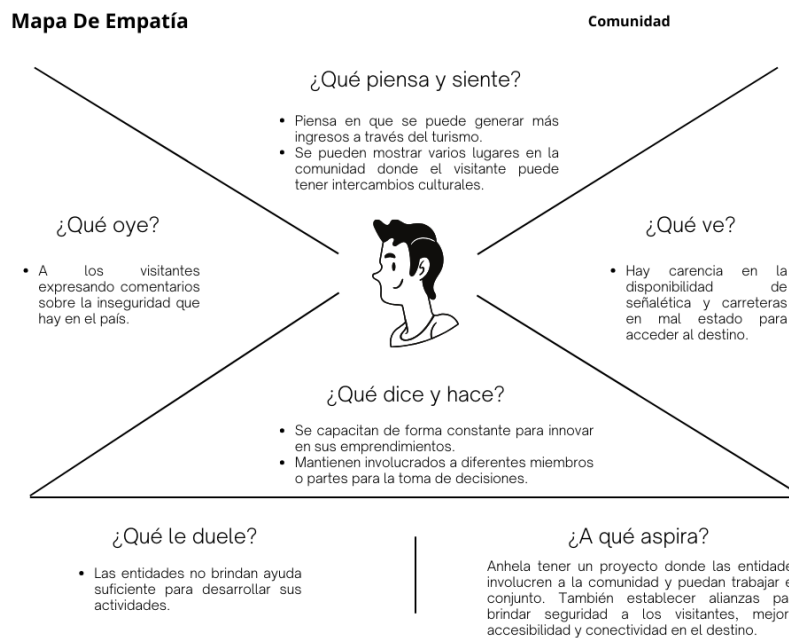 Mapa De Empatía
Comunidad
¿Qué piensa y siente?
• Piensa en que se puede generar más
ingresos a través del turismo.
• Se pueden mostrar varios lugares en la
comunidad donde el visitante puede
tener intercambios culturales.
¿Qué oye?
• A los visitantes
expresando comentarios
sobre la inseguridad que
hay en el país.
¿Qué ve?
• Hay carencia en la
disponibilidad de
señalética y carreteras
en mal estado para
acceder al destino.
¿Qué dice y hace?
• Se capacitan de forma constante para innovar
en sus emprendimientos.
• Mantienen involucrados a diferentes miembros
o partes para la toma de decisiones.
¿Qué le duele?
• Las entidades no brindan ayuda
suficiente para desarrollar sus
actividades.
¿A qué aspira?
Anhela tener un proyecto donde las
involucren a la comunidad y puedan trabajar
conjunto. También establecer alianzas
brindar seguridad a los visitantes,
accesibilidad y conectividad en el destino.